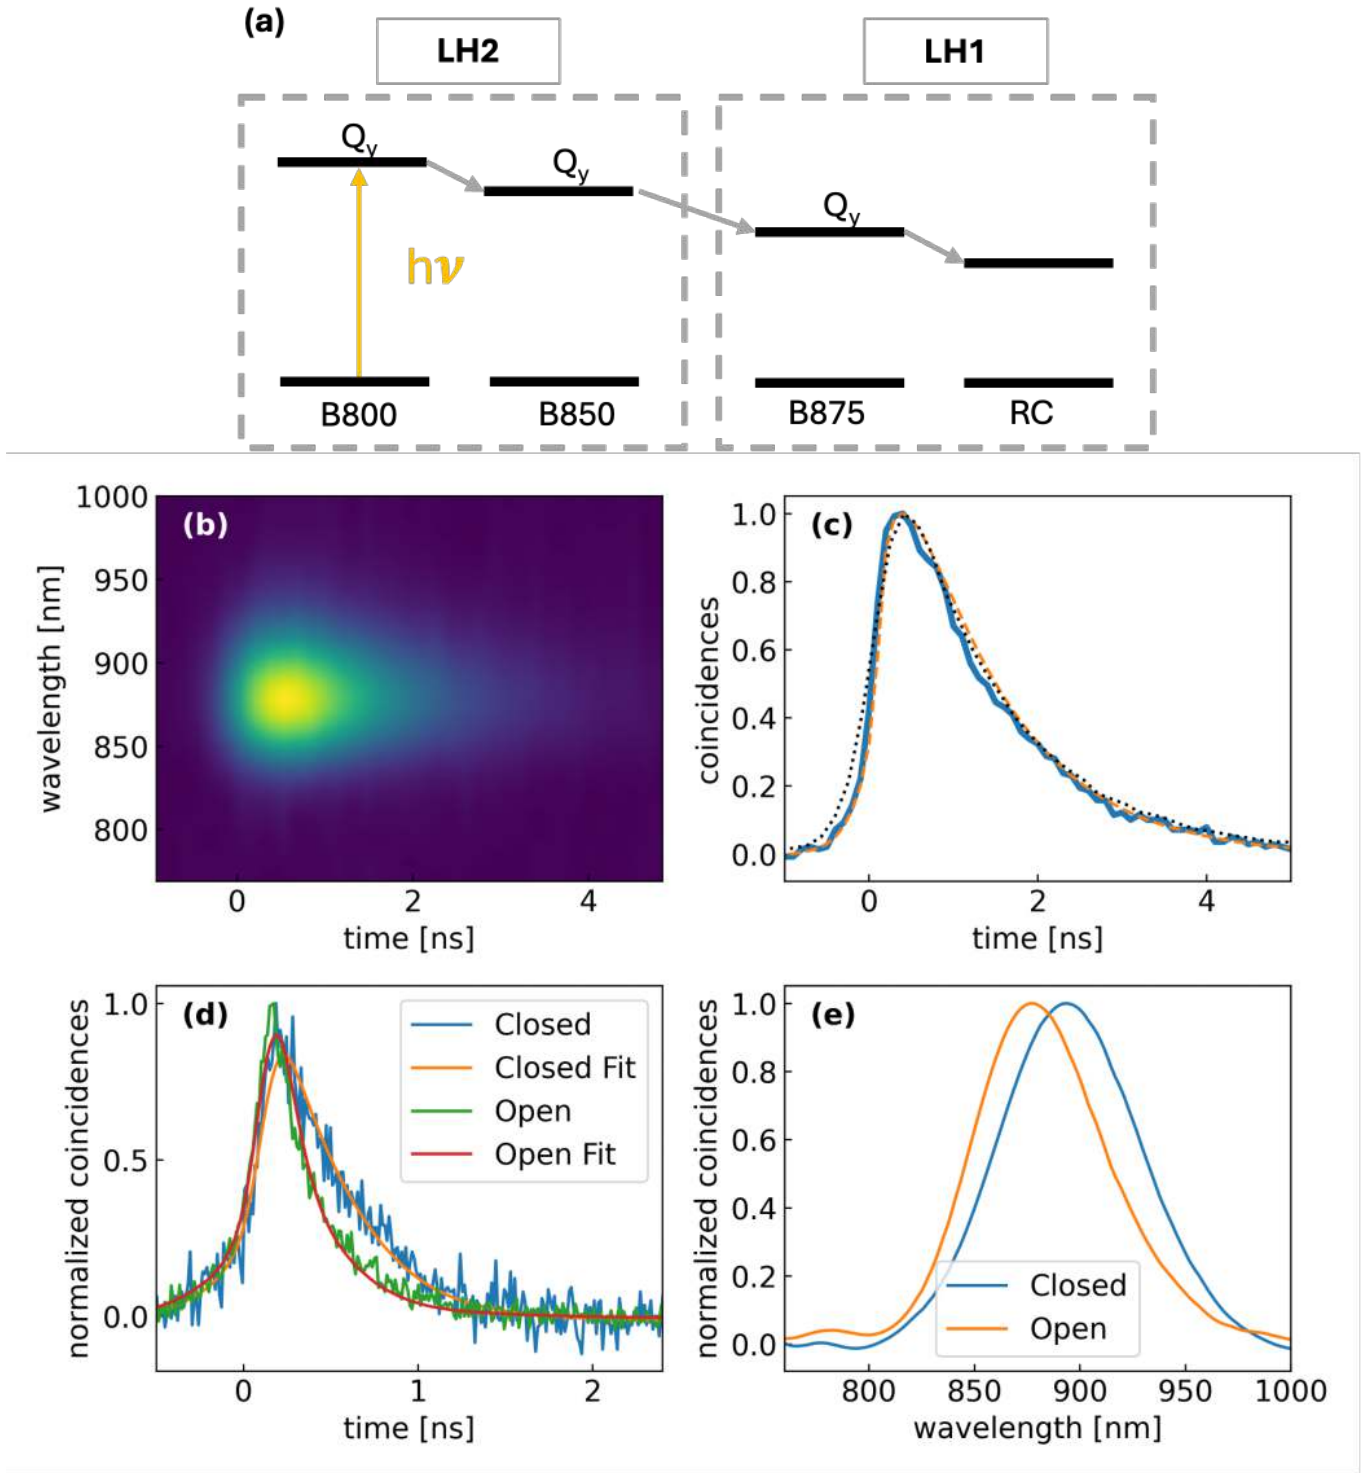 (a)
LH2
LH1
Qy
Qy
Qy
hν
B800
B850
B875
RC
(b)
1000
950
900
850
800
wavelength [nm]
0 2 4
time [ns]
(c)
1.0
0.8
0.6
0.4
0.2
0.0
coincidences
0 2 4
time [ns]
(d)
1.0
0.5
0.0
normalized coincidences
Closed
Closed Fit
Open
Open Fit
0 1 2
time [ns]
(e)
1.0
0.8
0.6
0.4
0.2
0.0
normalized coincidences
Closed
Open
800 850 900 950 1000
wavelength [nm]